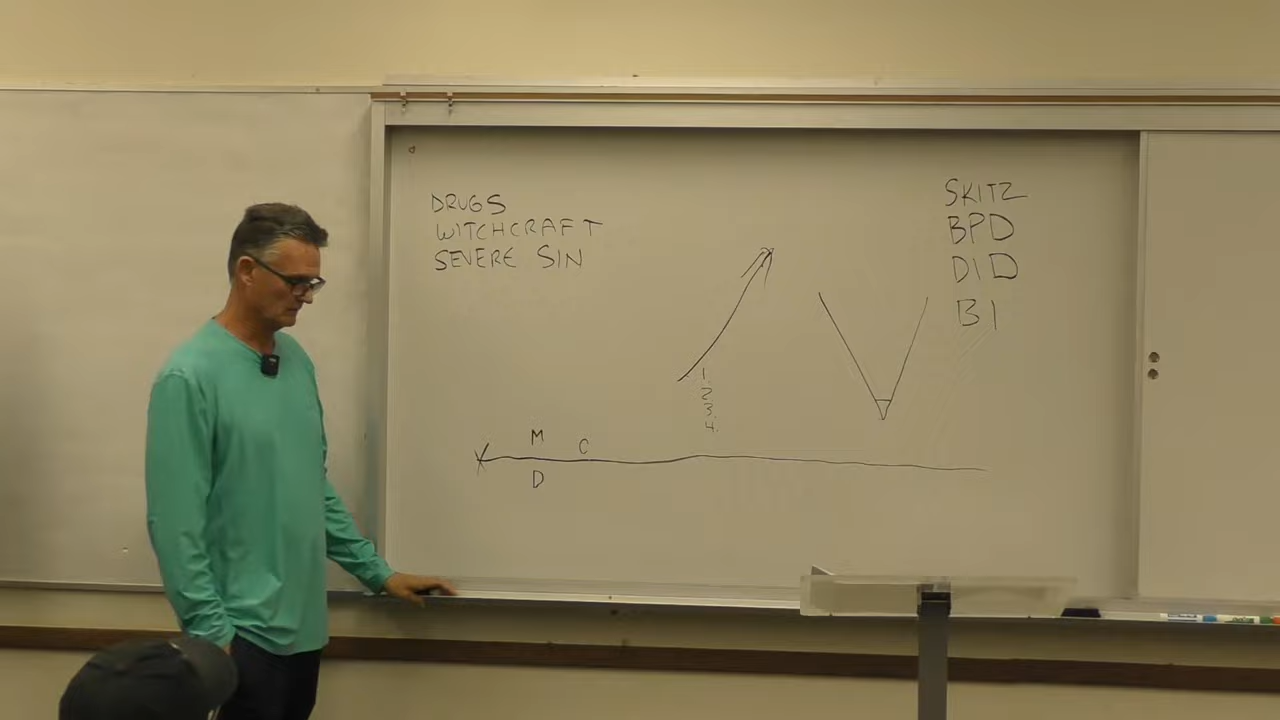 DRUGS
WITCHCRAFT
SEVERE SIN
SKITZ
BPD
DID
BI
1.
2
3.
4.
M
C
D